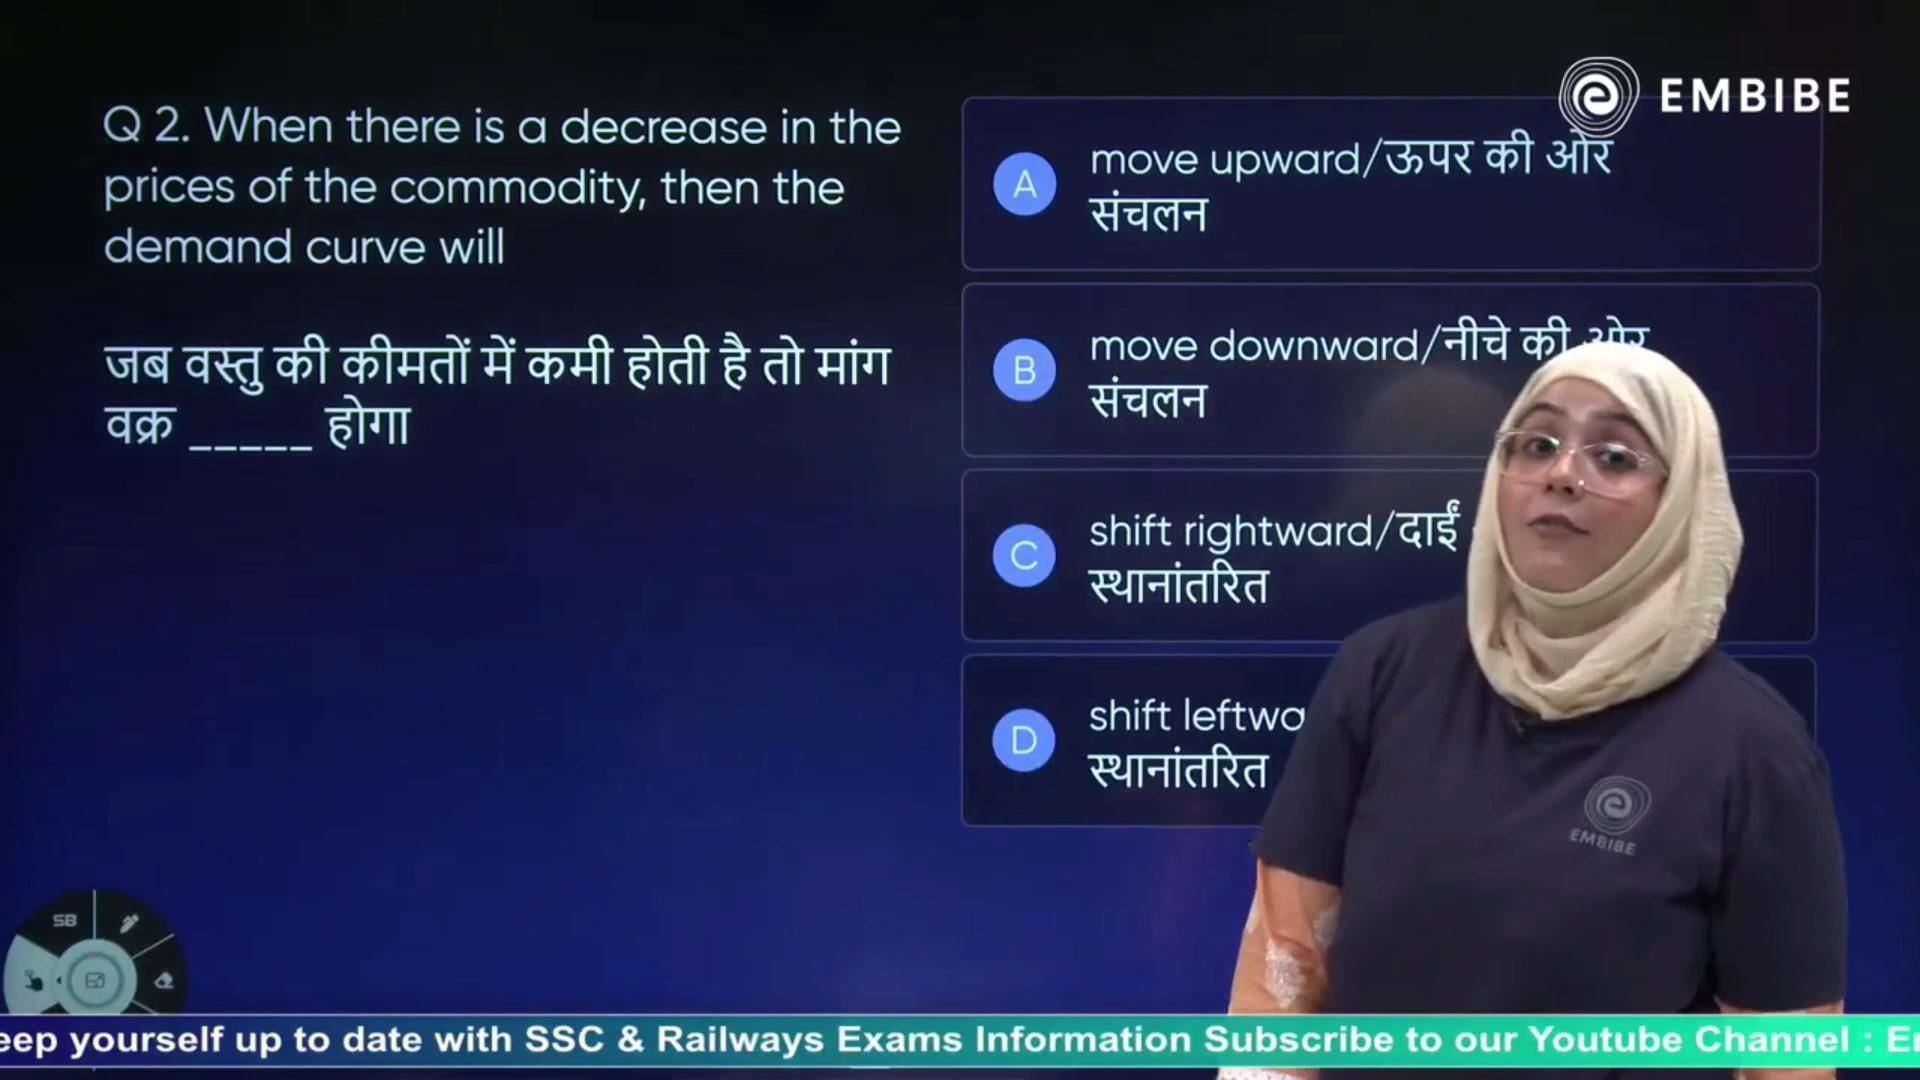 EMBIBE
Q 2. When there is a decrease in the
prices of the commodity, then the
demand curve will
जब वस्तु की कीमतों में कमी होती है तो मांग
वक्र _____ होगा
A
move upward/ऊपर की ओर
संचलन
B
move downward/नीचे की ओर
संचलन
C
shift rightward/दाईं
स्थानांतरित
D
shift leftwa
स्थानांतरित
EMBIBE
SB
eep yourself up to date with SSC & Railways Exams Information Subscribe to our Youtube Channel : E